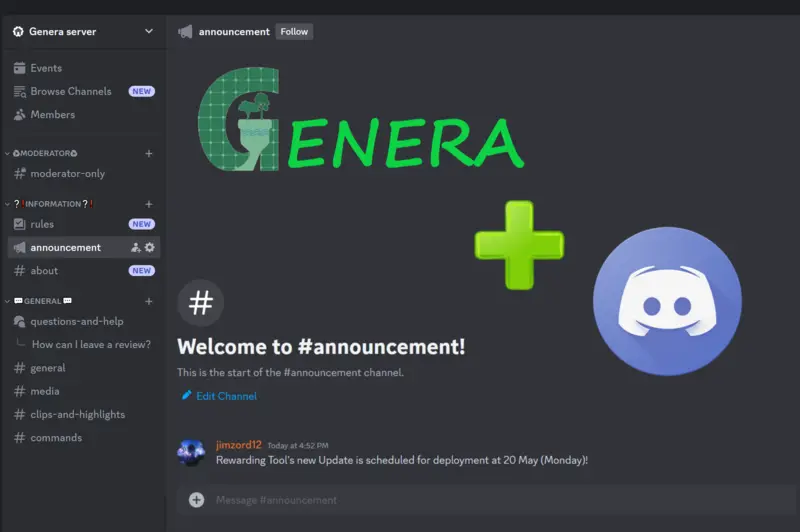 Genera server
Events
Browse Channels NEW
Members
MODERATOR
moderator-only
INFORMATION
rules NEW
announcement
about NEW
GENERAL
questions-and-help
How can I leave a review?
general
media
clips-and-highlights
commands
announcement Follow
GENERA
Welcome to #announcement!
This is the start of the #announcement channel.
Edit Channel
jimzord12 Today at 4:52 PM
Rewarding Tool's new Update is scheduled for deployment at 20 May (Monday)!
Message #announcement